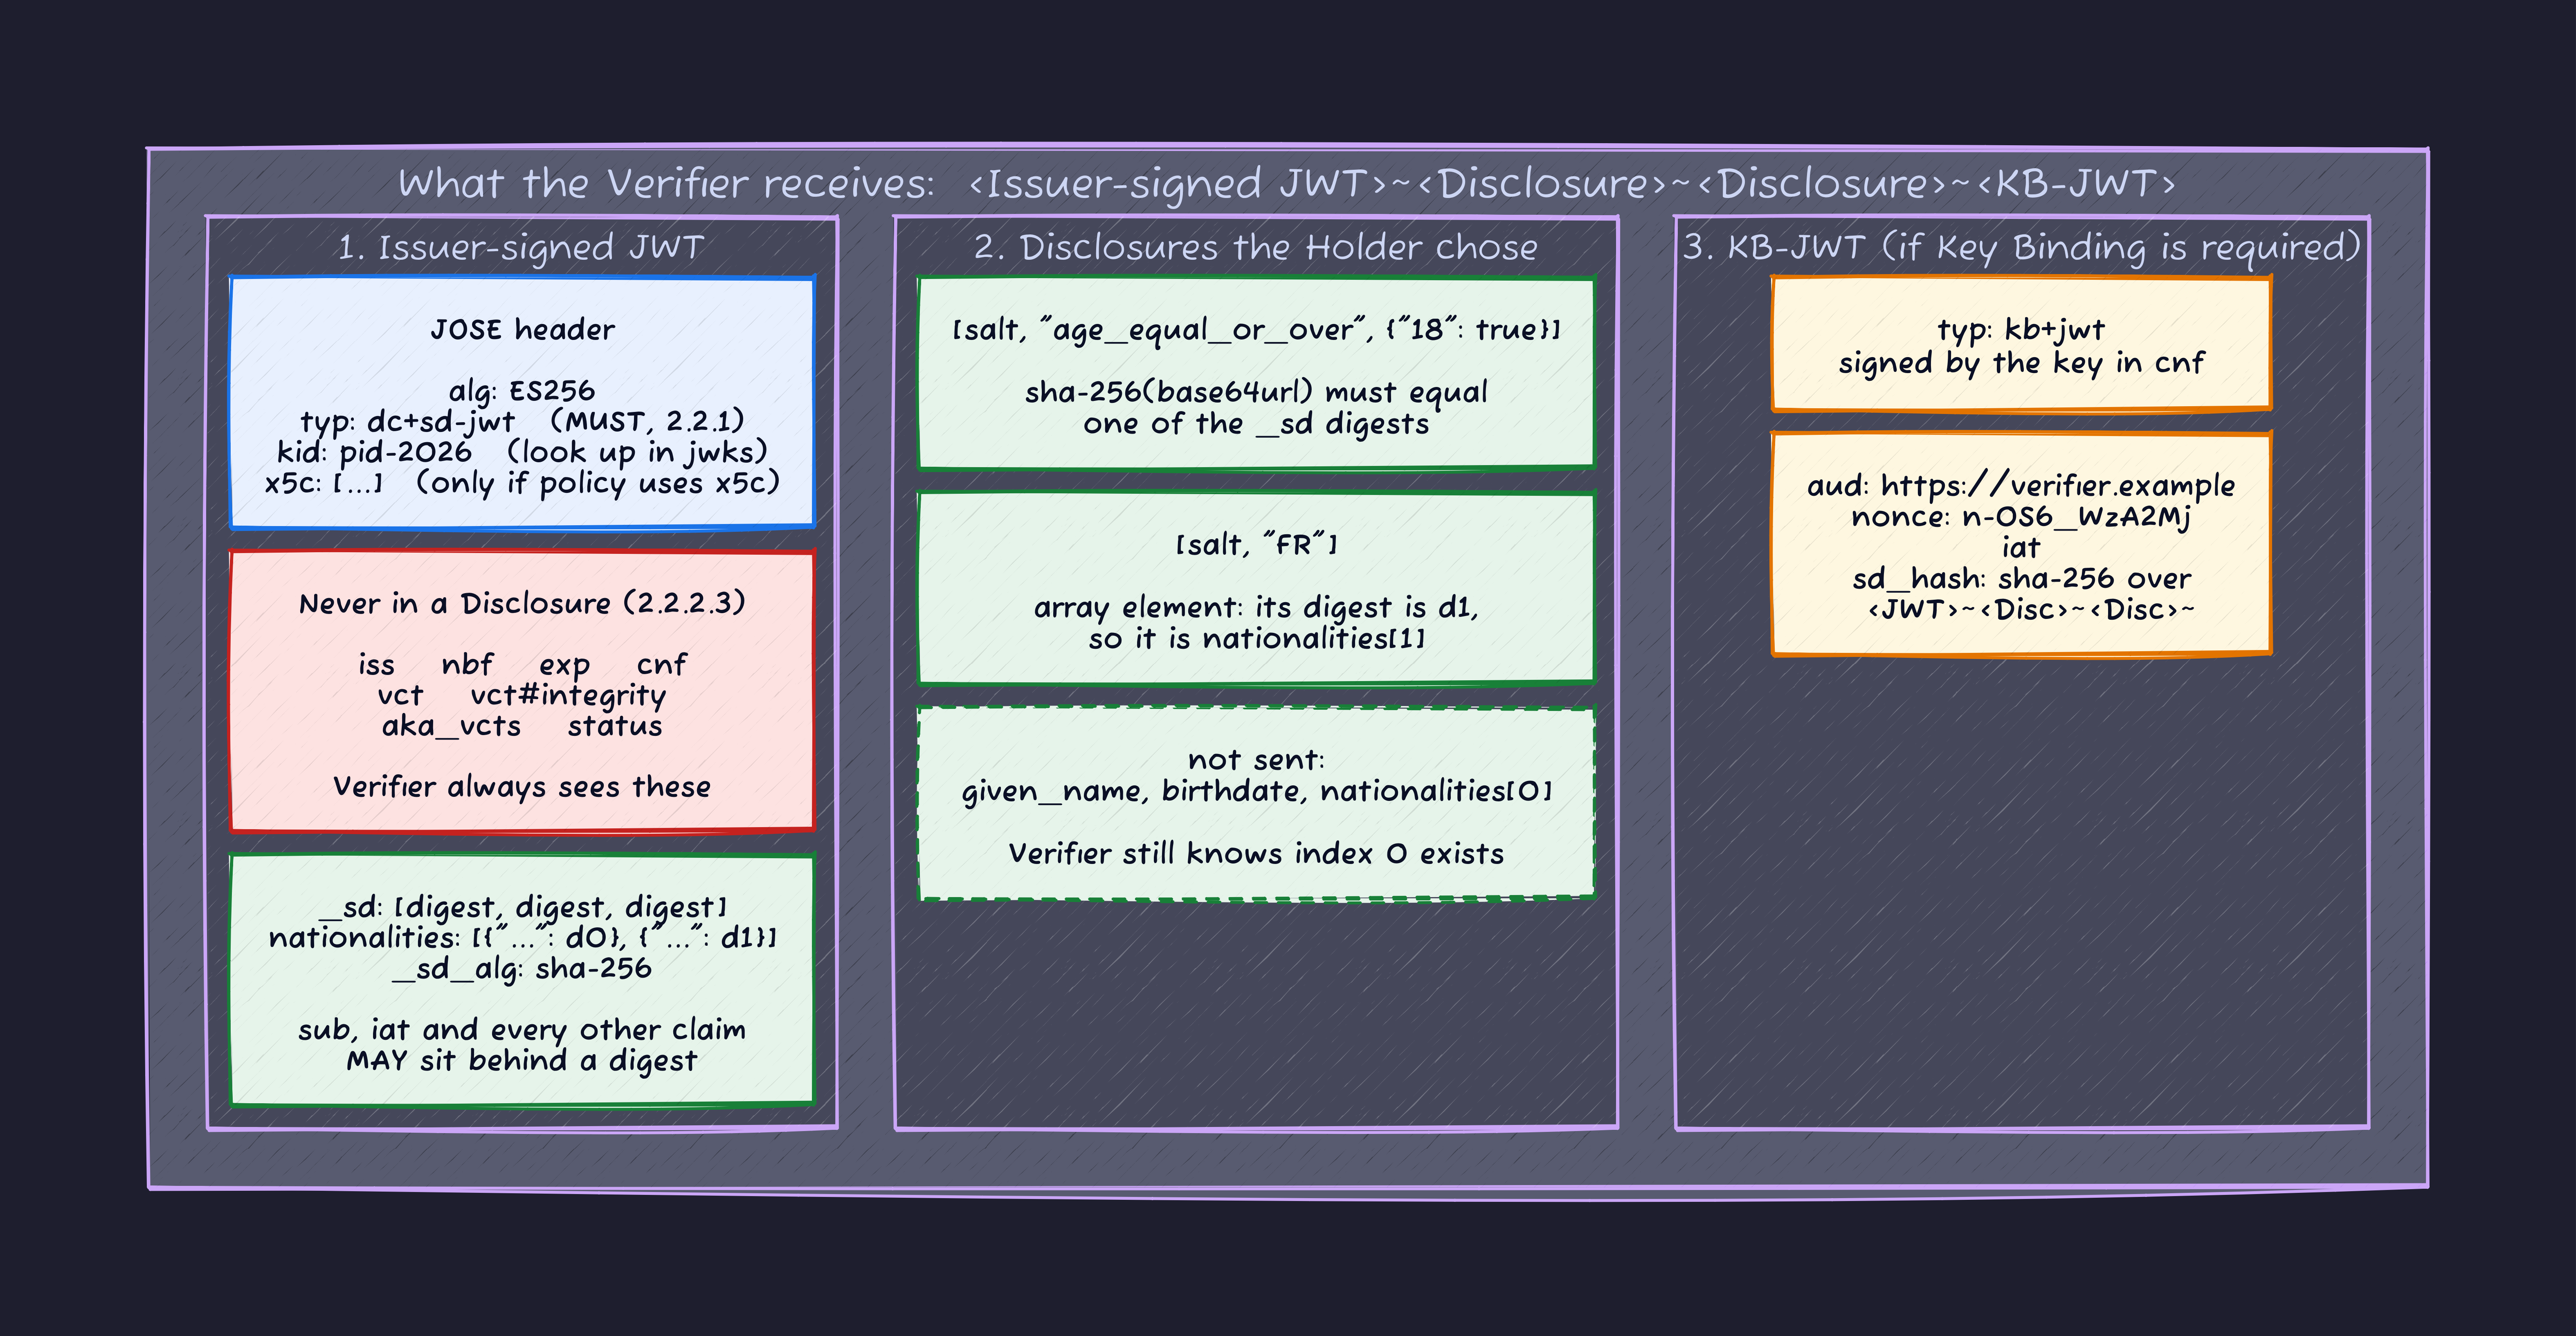 What the Verifier receives: <Issuer-signed JWT>~<Disclosure>~<Disclosure>~<KB-JWT>
1. Issuer-signed JWT
JOSE header
alg: ES256
typ: dc+sd-jwt (MUST, 2.2.1)
kid: pid-2026 (look up in jwks)
x5c: [...] (only if policy uses x5c)
Never in a Disclosure (2.2.2.3)
iss nbf exp cnf
vct vct#integrity
aka_vcts status
Verifier always sees these
_sd: [digest, digest, digest]
nationalities: [{"...": d0}, {"...": d1}]
_sd_alg: sha-256
sub, iat and every other claim
MAY sit behind a digest
2. Disclosures the Holder chose
[salt, "age_equal_or_over", {"18": true}]
sha-256(base64url) must equal
one of the _sd digests
[salt, "FR"]
array element: its digest is d1,
so it is nationalities[1]
not sent:
given_name, birthdate, nationalities[0]
Verifier still knows index 0 exists
3. KB-JWT (if Key Binding is required)
typ: kb+jwt
signed by the key in cnf
aud: https://verifier.example
nonce: n-0S6_WzA2Mj
iat
sd_hash: sha-256 over
<JWT>~<Disc>~<Disc>~